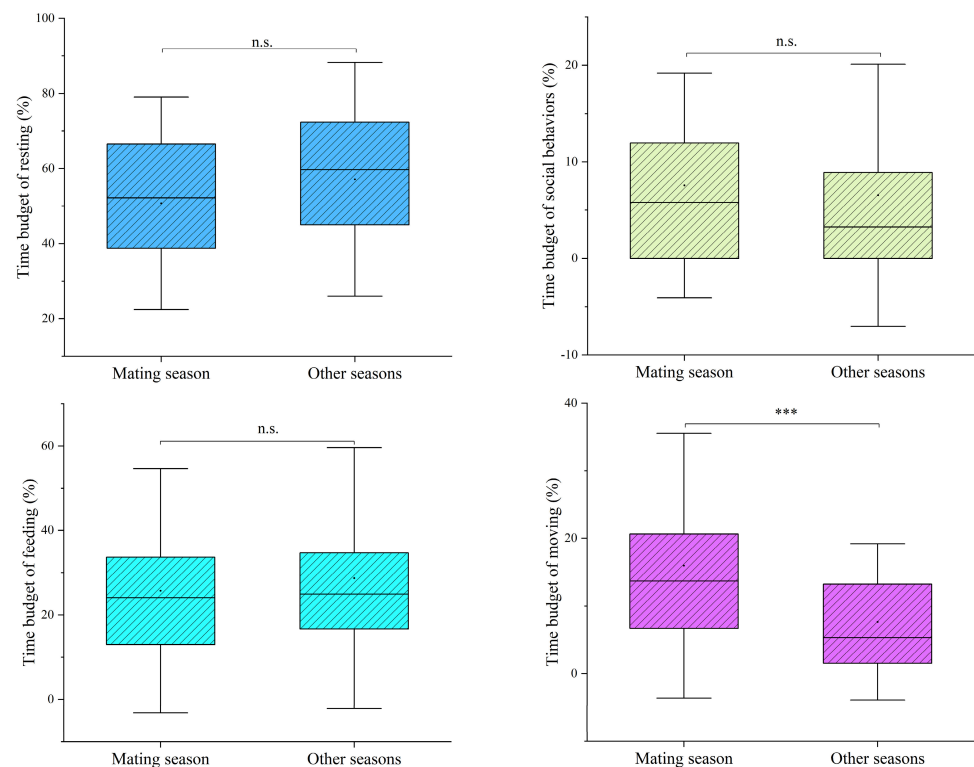 Time budget of resting (%)
100
80
60
40
20
n.s.
Mating season
Other seasons
Time budget of social behaviors (%)
20
10
0
-10
n.s.
Mating season
Other seasons
Time budget of feeding (%)
60
40
20
0
n.s.
Mating season
Other seasons
Time budget of moving (%)
40
20
0
***
Mating season
Other seasons